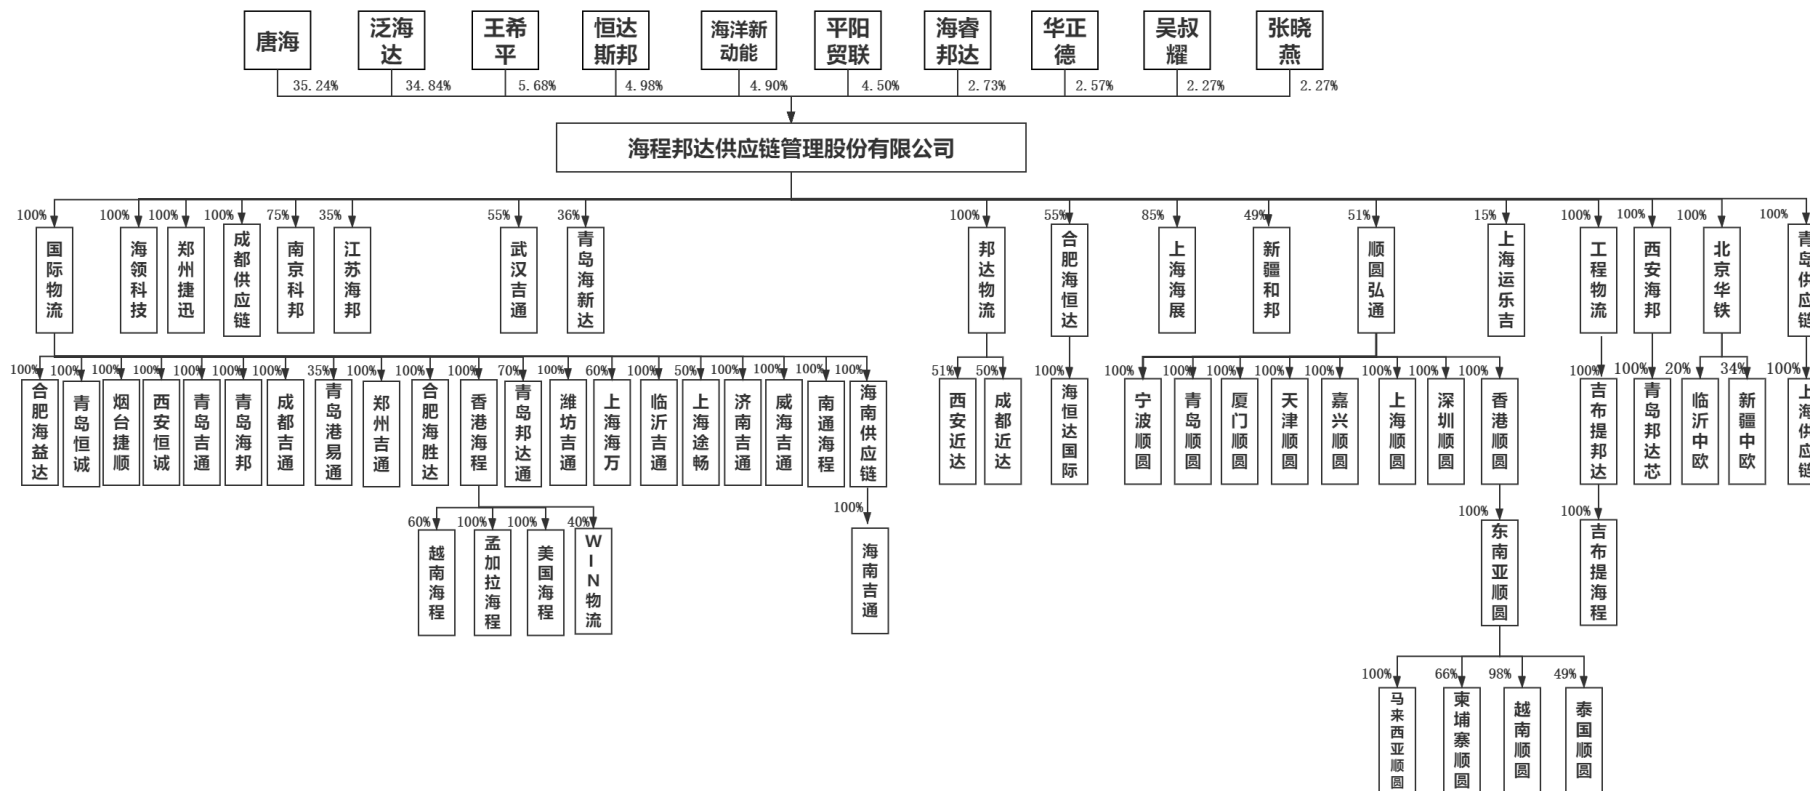 唐海
泛海达
王希平
恒达斯邦
海洋新动能
平阳贸联
海睿邦达
华正德
吴叔耀
张晓燕
35.24%
34.84%
5.68%
4.98%
4.90%
4.50%
2.73%
2.57%
2.27%
2.27%
海程邦达供应链管理股份有限公司
100%
100%
100%
100%
75%
35%
55%
36%
100%
55%
85%
49%
51%
15%
100%
100%
100%
100%
国际物流
海领科技
郑州捷迅
成都供应链
南京科邦
江苏海邦
武汉吉通
青岛海新达
邦达物流
合肥海恒达
上海海展
新疆和邦
顺圆弘通
上海运乐吉
工程物流
西安海邦
北京华铁
青岛供应链
100%
100%
100%
100%
100%
100%
100%
35%
100%
100%
100%
70%
100%
60%
100%
50%
100%
100%
100%
100%
51%
50%
100%
100%
100%
100%
100%
100%
100%
100%
100%
100%
100%
20%
34%
100%
合肥海益达
青岛恒诚
烟台捷顺
西安恒诚
青岛吉通
青岛海邦
成都吉通
青岛港易通
郑州吉通
合肥海胜达
香港海程
青岛邦达通
潍坊吉通
上海海万
临沂吉通
上海途畅
济南吉通
威海吉通
南通海程
海南供应链
西安近达
成都近达
海恒达国际
宁波顺圆
青岛顺圆
厦门顺圆
天津顺圆
嘉兴顺圆
上海顺圆
深圳顺圆
香港顺圆
吉布提邦达
青岛邦达芯
临沂中欧
新疆中欧
上海供应链
60%
100%
100%
40%
100%
100%
100%
越南海程
孟加拉海程
美国海程
WIN物流
海南吉通
东南亚顺圆
吉布提海程
100%
66%
98%
49%
马来西亚顺圆
柬埔寨顺圆
越南顺圆
泰国顺圆